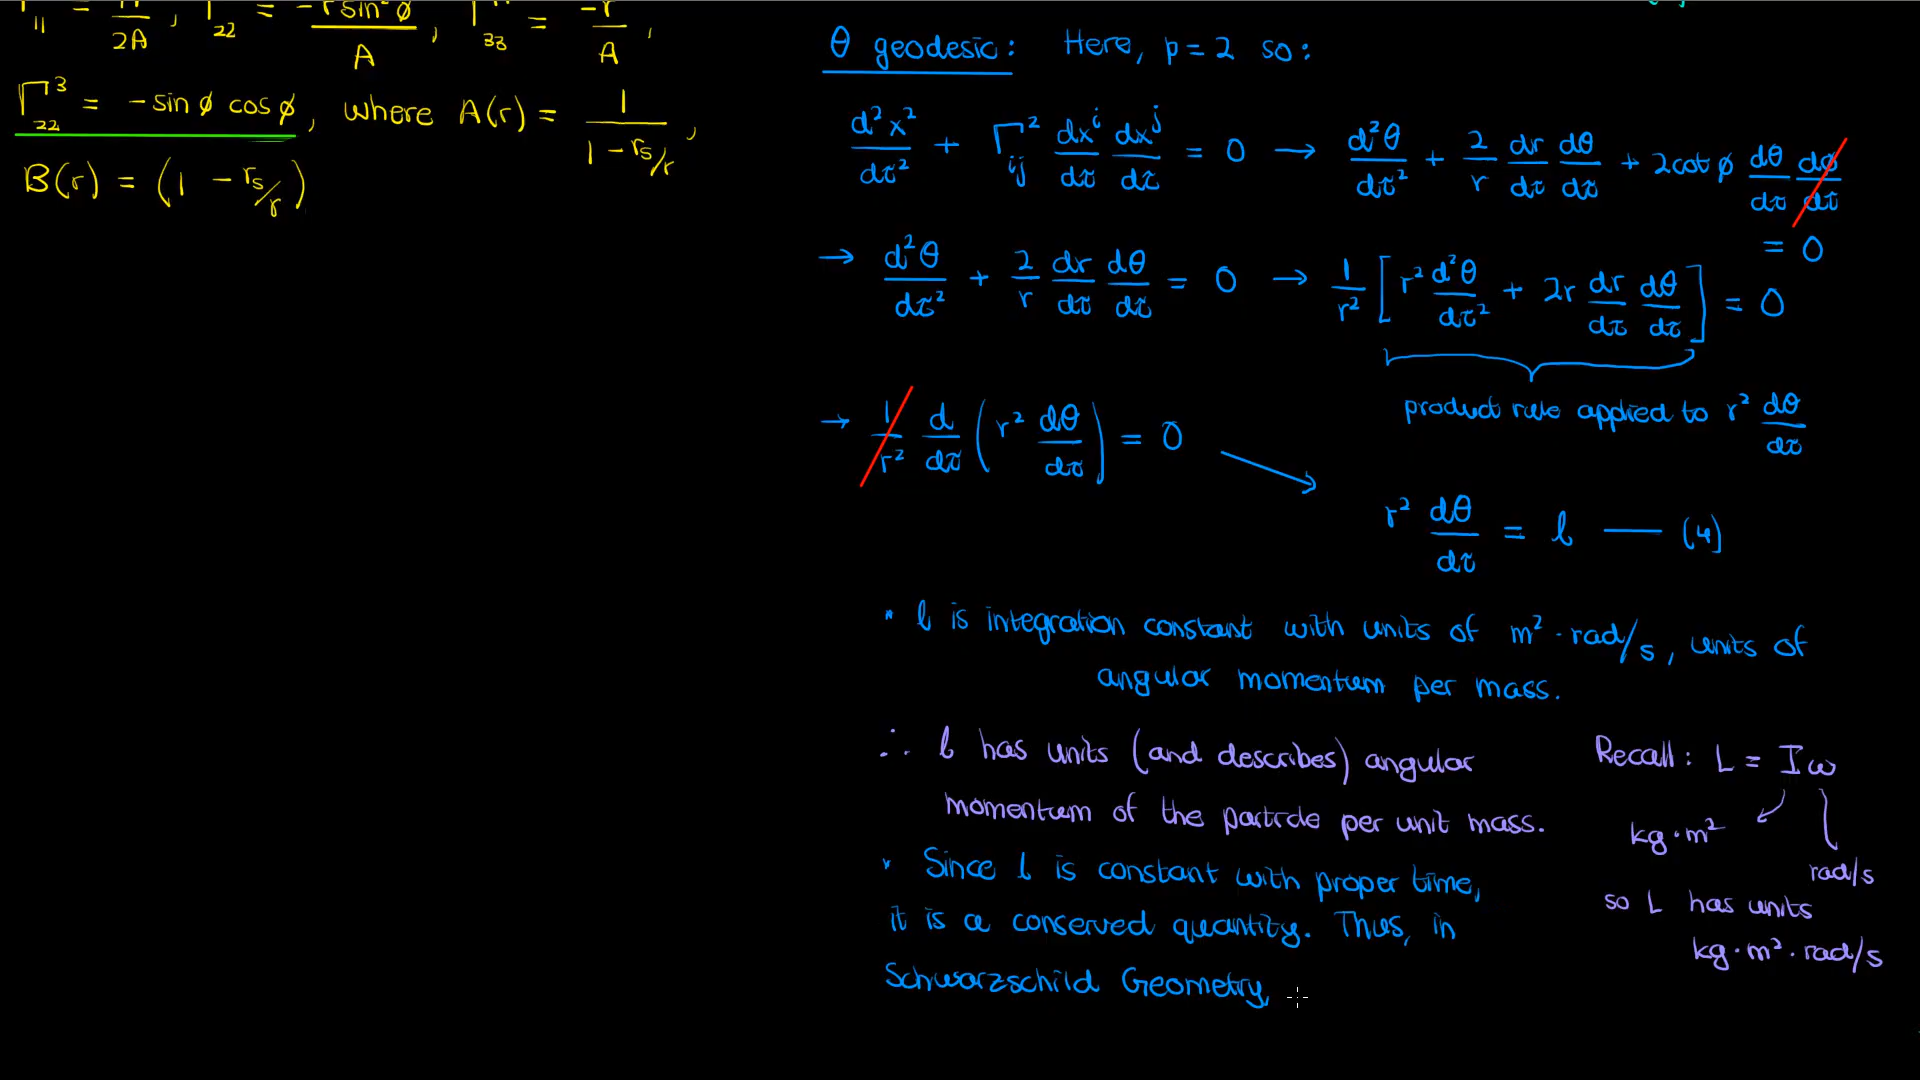 Γ₁₁ = /2A, Γ₂₂ = -r sin²φ/A, Γ₃₃ = -r/A,
Γ³₂₂ = -sin φ cos φ, where A(r) = 1/(1 - rs/r),
B(r) = (1 - rs/r)
θ geodesic: Here, p = 2 so:
d²x²/dτ² + Γ²ij dxⁱ/dτ dxʲ/dτ = 0 → d²θ/dτ² + 2/r dr/dτ dθ/dτ + 2cot φ dθ/dτ dφ/dτ
= 0
→ d²θ/dτ² + 2/r dr/dτ dθ/dτ = 0 → 1/r² [r² d²θ/dτ² + 2r dr/dτ dθ/dτ] = 0
product rule applied to r² dθ/dτ
→ 1/r² d/dτ (r² dθ/dτ) = 0
r² dθ/dτ = l — (4)
* l is integration constant with units of m²·rad/s, units of
angular momentum per mass.
∴ l has units (and describes) angular
momentum of the particle per unit mass.
Recall: L = Iω
kg·m²
rad/s
so L has units
kg·m²·rad/s
* Since l is constant with proper time,
it is a conserved quantity. Thus, in
Schwarzschild Geometry,